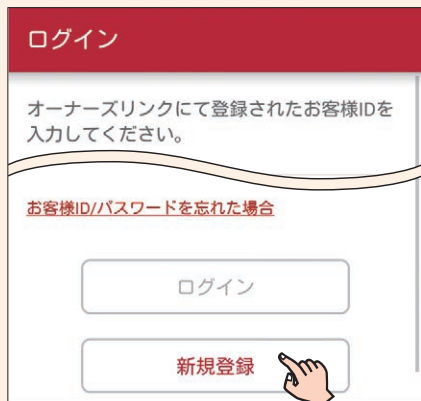 ログイン
オーナーズリンクにて登録されたお客様IDを
入力してください。
お客様ID/パスワードを忘れた場合
ログイン
新規登録